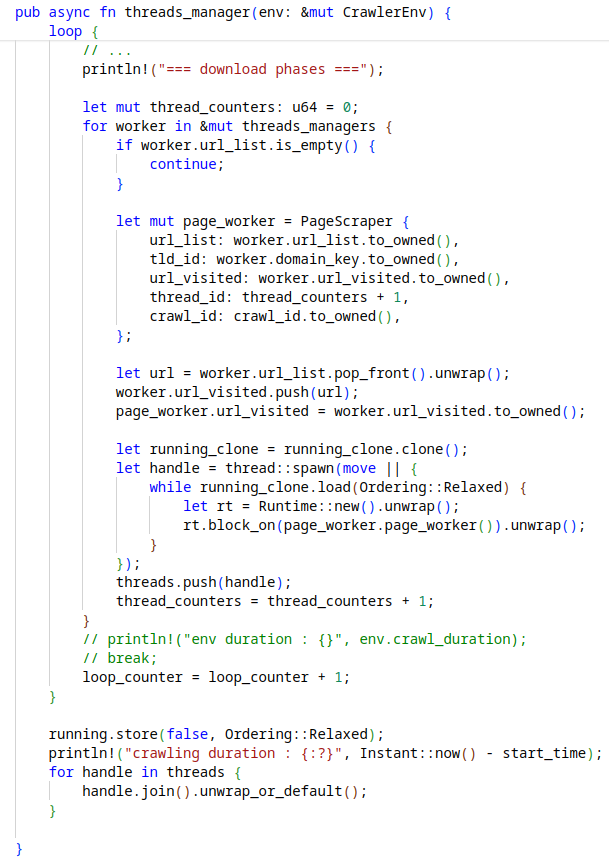 pub async fn threads_manager(env: &mut CrawlerEnv) {
    loop {
        // ...
        println!("=== download phases ===");

        let mut thread_counters: u64 = 0;
        for worker in &mut threads_managers {
            if worker.url_list.is_empty() {
                continue;
            }

            let mut page_worker = PageScraper {
                url_list: worker.url_list.to_owned(),
                tld_id: worker.domain_key.to_owned(),
                url_visited: worker.url_visited.to_owned(),
                thread_id: thread_counters + 1,
                crawl_id: crawl_id.to_owned(),
            };

            let url = worker.url_list.pop_front().unwrap();
            worker.url_visited.push(url);
            page_worker.url_visited = worker.url_visited.to_owned();

            let running_clone = running_clone.clone();
            let handle = thread::spawn(move || {
                while running_clone.load(Ordering::Relaxed) {
                    let rt = Runtime::new().unwrap();
                    rt.block_on(page_worker.page_worker()).unwrap();
                }
            });
            threads.push(handle);
            thread_counters = thread_counters + 1;
        }
        // println!("env duration : {}", env.crawl_duration);
        // break;
        loop_counter = loop_counter + 1;
    }

    running.store(false, Ordering::Relaxed);
    println!("crawling duration : {:?}", Instant::now() - start_time);
    for handle in threads {
        handle.join().unwrap_or_default();
    }

}